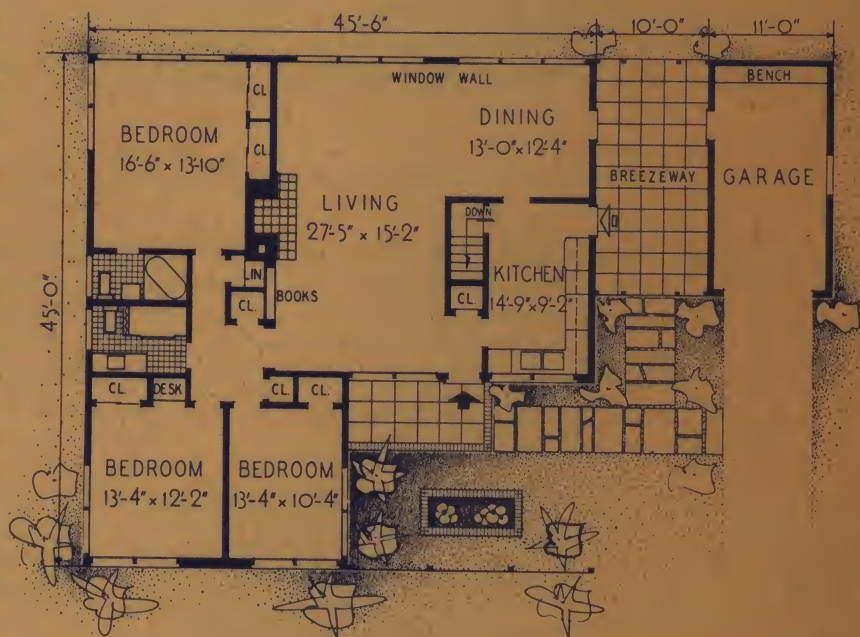 45'-6"
10'-0"
11'-0"
45'-0"
WINDOW WALL
BENCH
CL.
CL.
BEDROOM
16'-6" x 13'-10"
DINING
13'-0" x 12'-4"
BREEZEWAY
GARAGE
LIVING
27'-5" x 15'-2"
DOWN
KITCHEN
14'-9" x 9'-2"
LIN.
CL.
BOOKS
CL.
CL.
DESK
CL.
CL.
BEDROOM
13'-4" x 12'-2"
BEDROOM
13'-4" x 10'-4"